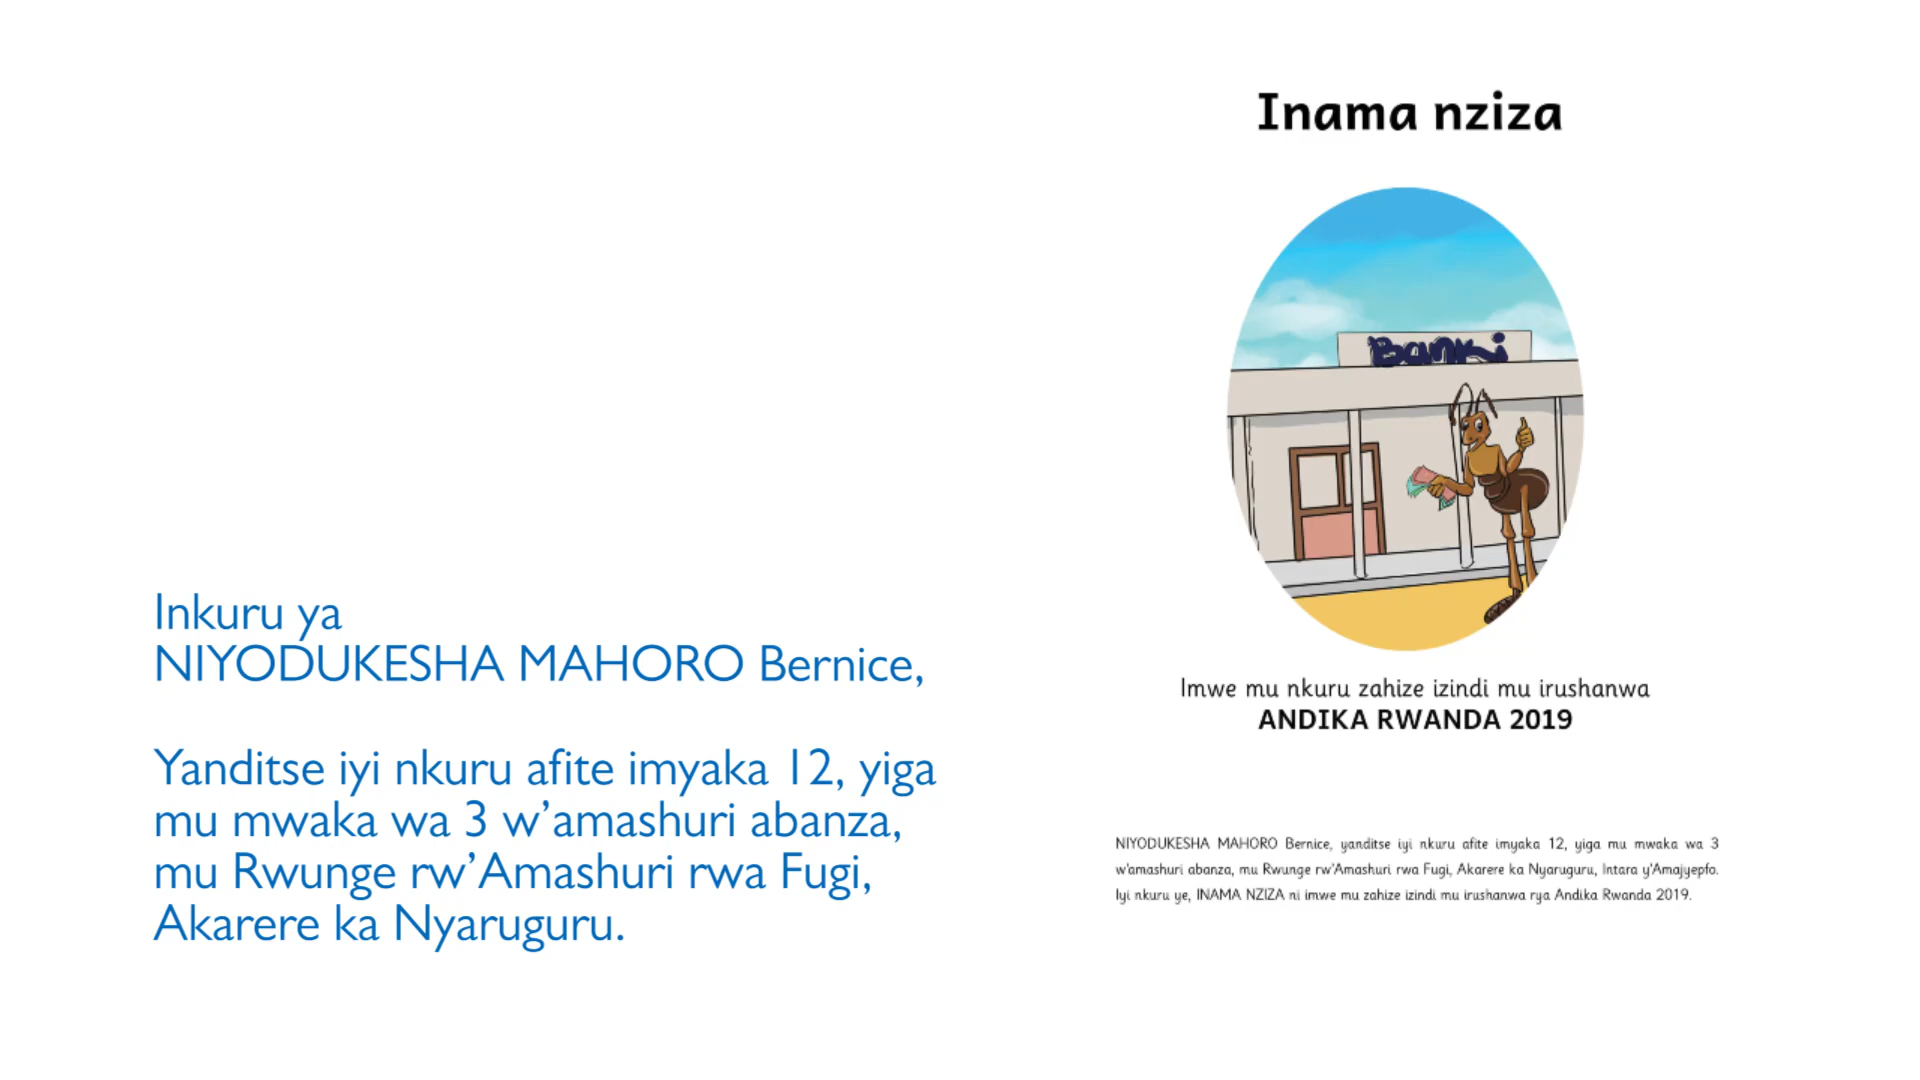 Inkuru ya
NIYODUKESHA MAHORO Bernice,
Yanditse iyi nkuru afite imyaka 12, yiga
mu mwaka wa 3 w’amashuri abanza,
mu Rwunge rw’Amashuri rwa Fugi,
Akarere ka Nyaruguru.
Inama nziza
Banki
Imwe mu nkuru zahize izindi mu irushanwa
ANDIKA RWANDA 2019
NIYODUKESHA MAHORO Bernice, yanditse iyi nkuru afite imyaka 12, yiga mu mwaka wa 3
w'amashuri abanza, mu Rwunge rw'Amashuri rwa Fugi, Akarere ka Nyaruguru, Intara y'Amajyepfo.
Iyi nkuru ye, INAMA NZIZA ni imwe mu zahize izindi mu irushanwa rya Andika Rwanda 2019.